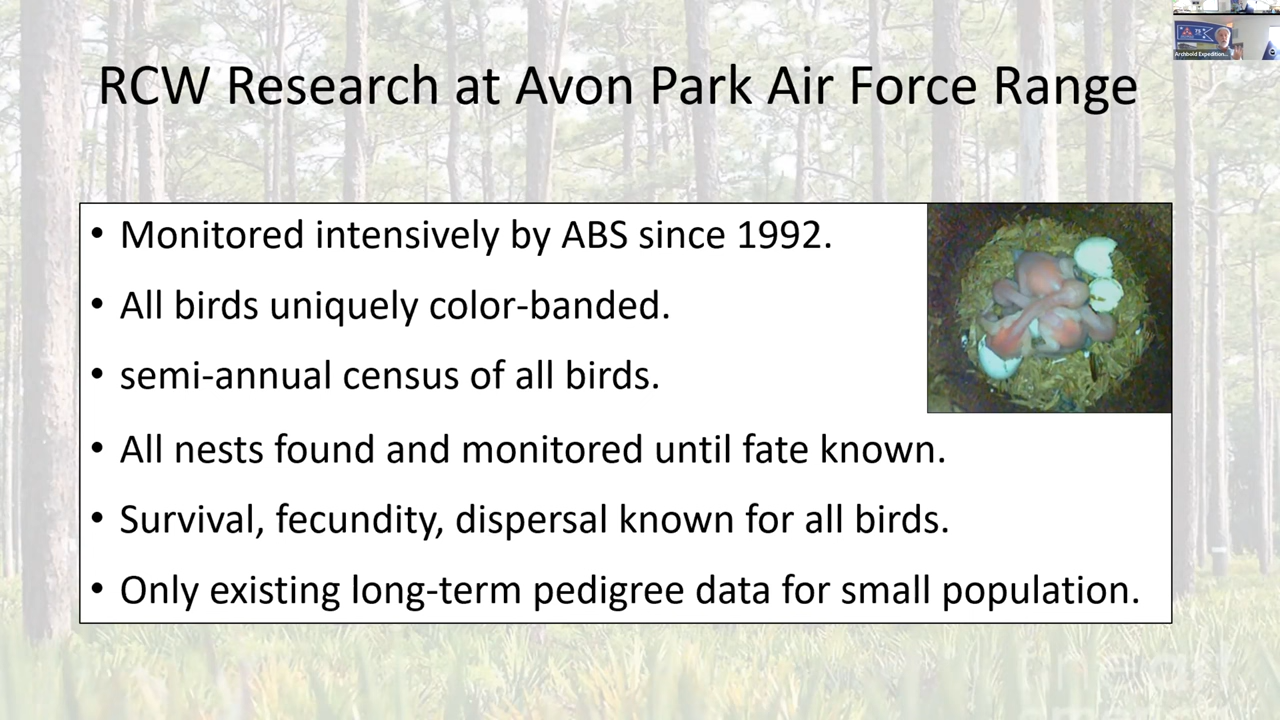 RCW Research at Avon Park Air Force Range
Archbold Expedition...
• Monitored intensively by ABS since 1992.
• All birds uniquely color-banded.
• semi-annual census of all birds.
• All nests found and monitored until fate known.
• Survival, fecundity, dispersal known for all birds.
• Only existing long-term pedigree data for small population.